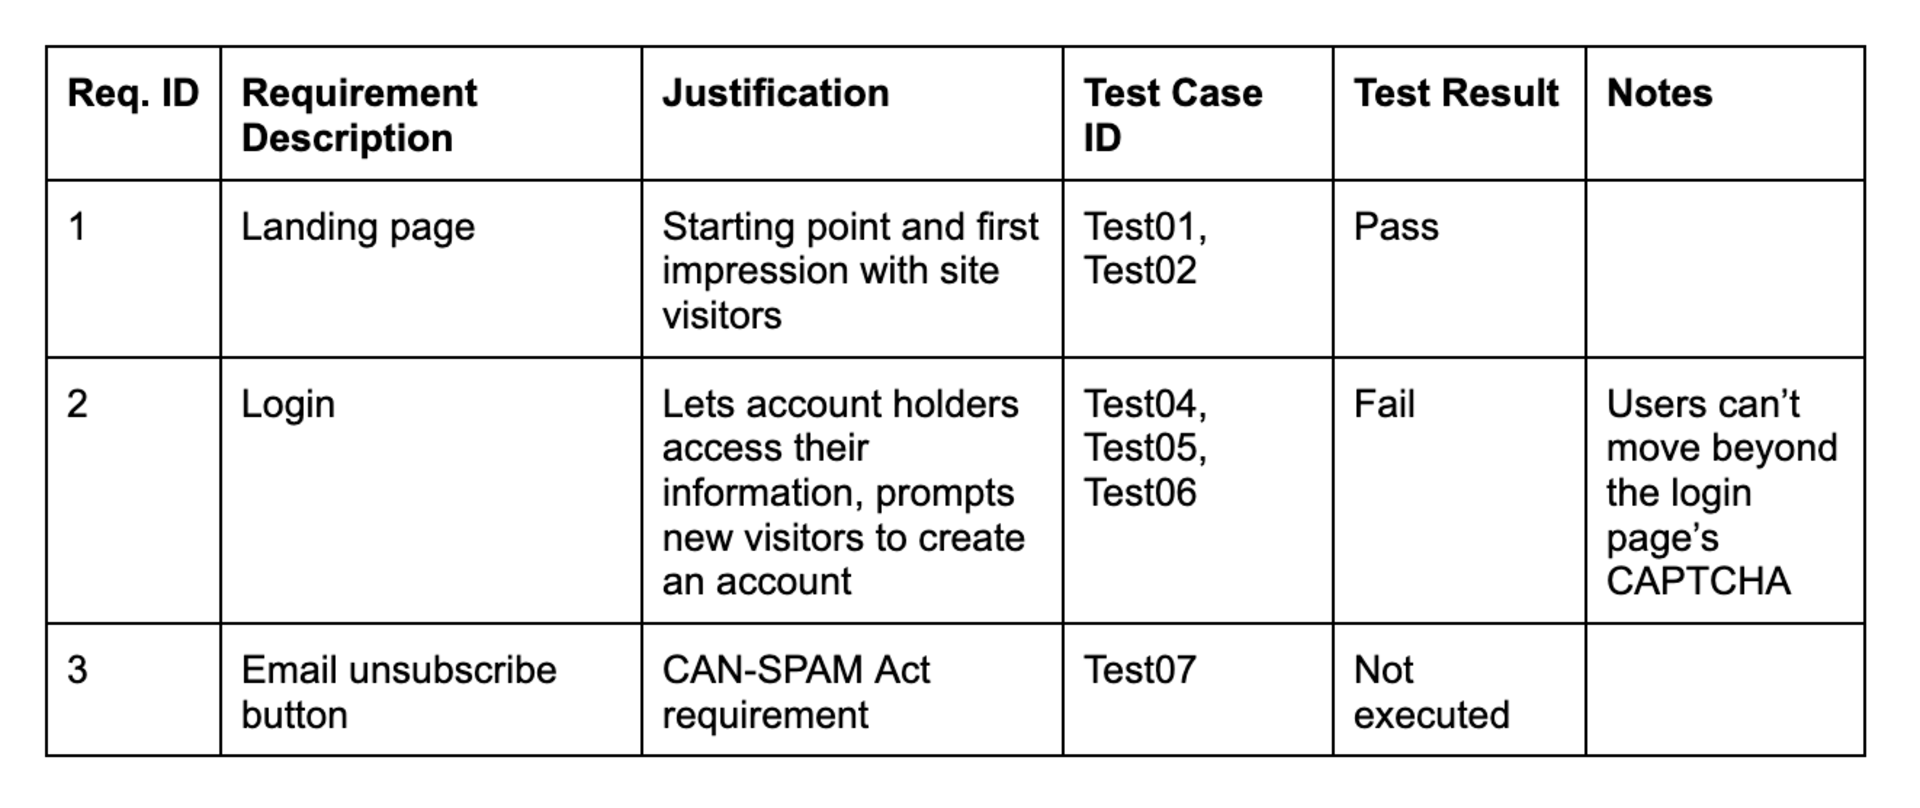 Req. ID
Requirement
Description
Justification
Test Case
ID
Test Result
Notes
1
Landing page
Starting point and first
impression with site
visitors
Test01,
Test02
Pass
2
Login
Lets account holders
access their
information, prompts
new visitors to create
an account
Test04,
Test05,
Test06
Fail
Users can’t
move beyond
the login
page’s
CAPTCHA
3
Email unsubscribe
button
CAN-SPAM Act
requirement
Test07
Not
executed